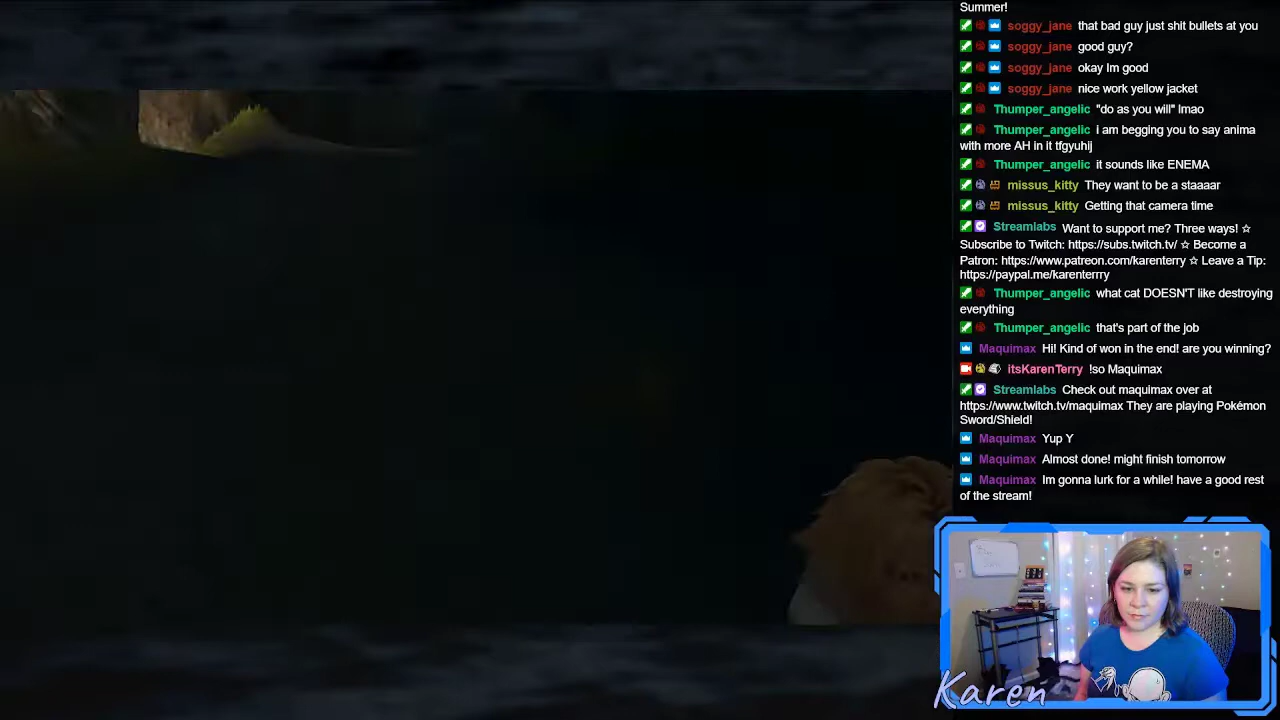 Summer!
soggy_jane that bad guy just shit bullets at you
soggy_jane good guy?
soggy_jane okay Im good
soggy_jane nice work yellow jacket
Thumper_angelic "do as you will" lmao
Thumper_angelic i am begging you to say anima
with more AH in it tfgyuhij
Thumper_angelic it sounds like ENEMA
missus_kitty They want to be a staaaar
missus_kitty Getting that camera time
Streamlabs Want to support me? Three ways! ☆
Subscribe to Twitch: https://subs.twitch.tv/ ☆ Become a
Patron: https://www.patreon.com/karenterry ☆ Leave a Tip:
https://paypal.me/karenterrry
Thumper_angelic what cat DOESN'T like destroying
everything
Thumper_angelic that's part of the job
Maquimax Hi! Kind of won in the end! are you winning?
itsKarenTerry !so Maquimax
Streamlabs Check out maquimax over at
https://www.twitch.tv/maquimax They are playing Pokémon
Sword/Shield!
Maquimax Yup Y
Maquimax Almost done! might finish tomorrow
Maquimax Im gonna lurk for a while! have a good rest
of the stream!
Karen